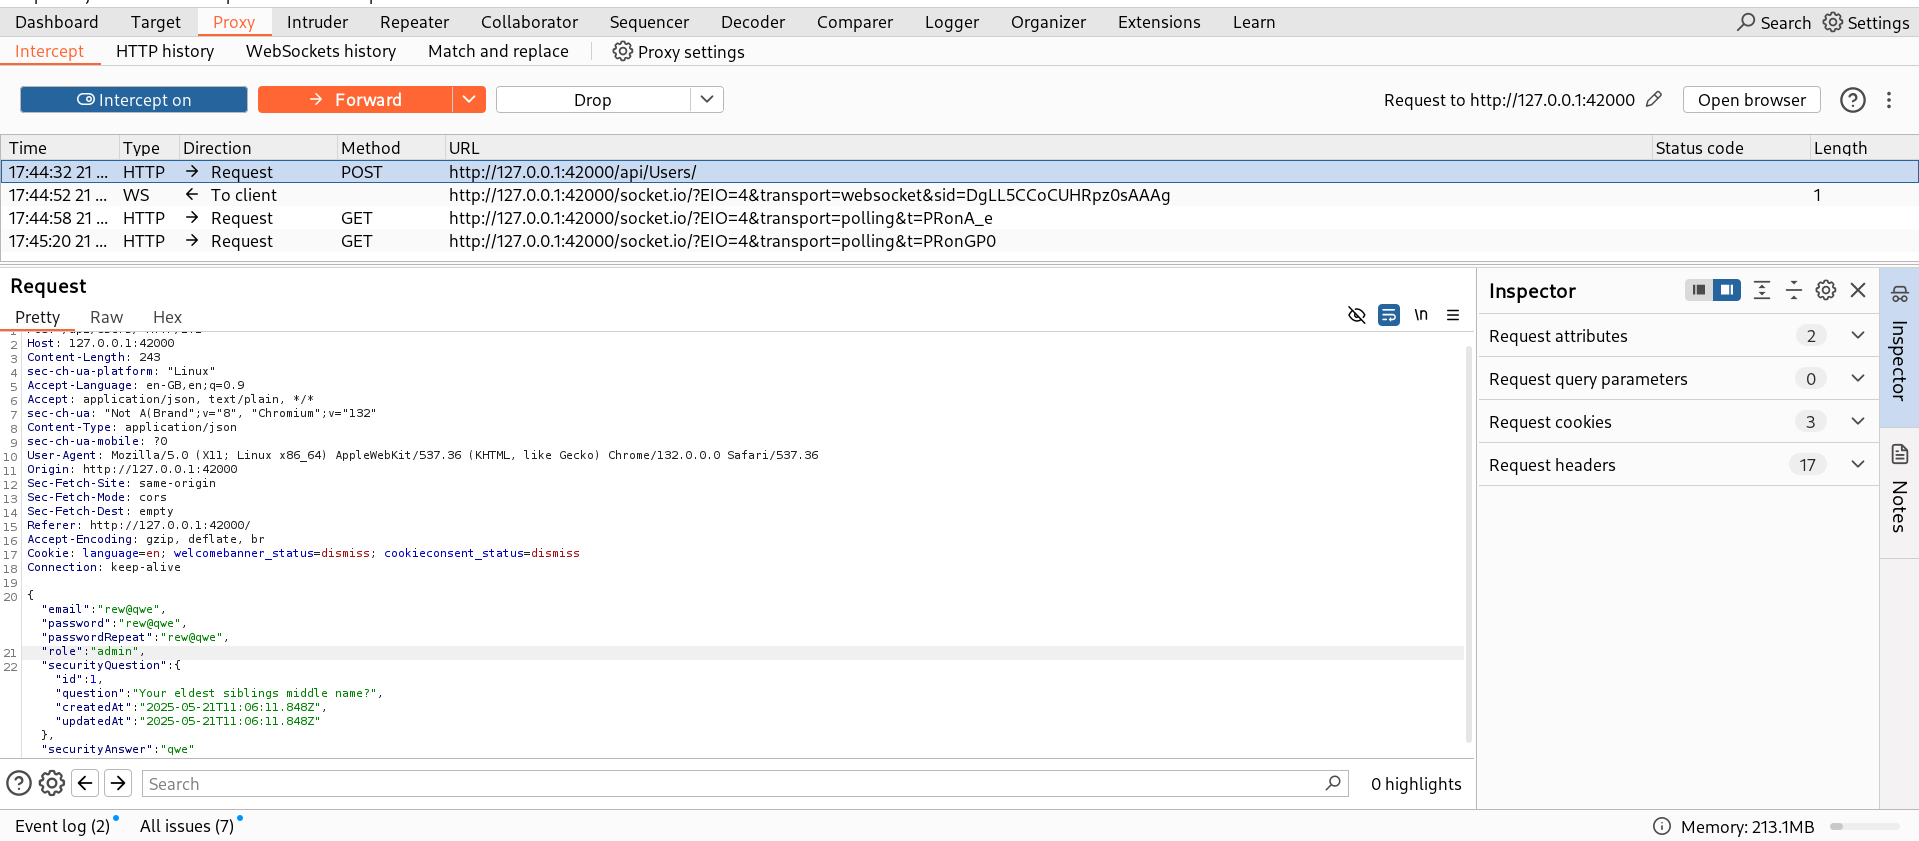 Dashboard Target Proxy Intruder Repeater Collaborator Sequencer Decoder Comparer Logger Organizer Extensions Learn Search Settings
Intercept HTTP history WebSockets history Match and replace Proxy settings
Intercept on Forward Drop Request to http://127.0.0.1:42000 Open browser
Time Type Direction Method URL Status code Length
17:44:32 21 ... HTTP → Request POST http://127.0.0.1:42000/api/Users/
17:44:52 21 ... WS ← To client http://127.0.0.1:42000/socket.io/?EIO=4&transport=websocket&sid=DgLL5CCoCUHRpz0sAAAg 1
17:44:58 21 ... HTTP → Request GET http://127.0.0.1:42000/socket.io/?EIO=4&transport=polling&t=PRonA_e
17:45:20 21 ... HTTP → Request GET http://127.0.0.1:42000/socket.io/?EIO=4&transport=polling&t=PRonGP0
Request
Pretty Raw Hex \n
2 Host: 127.0.0.1:42000
3 Content-Length: 243
4 sec-ch-ua-platform: "Linux"
5 Accept-Language: en-GB,en;q=0.9
6 Accept: application/json, text/plain, */*
7 sec-ch-ua: "Not A(Brand";v="8", "Chromium";v="132"
8 Content-Type: application/json
9 sec-ch-ua-mobile: ?0
10 User-Agent: Mozilla/5.0 (X11; Linux x86_64) AppleWebKit/537.36 (KHTML, like Gecko) Chrome/132.0.0.0 Safari/537.36
11 Origin: http://127.0.0.1:42000
12 Sec-Fetch-Site: same-origin
13 Sec-Fetch-Mode: cors
14 Sec-Fetch-Dest: empty
15 Referer: http://127.0.0.1:42000/
16 Accept-Encoding: gzip, deflate, br
17 Cookie: language=en; welcomebanner_status=dismiss; cookieconsent_status=dismiss
18 Connection: keep-alive
19
20 {
"email":"rew@qwe",
"password":"rew@qwe",
"passwordRepeat":"rew@qwe",
21 "role":"admin",
22 "securityQuestion":{
"id":1,
"question":"Your eldest siblings middle name?",
"createdAt":"2025-05-21T11:06:11.848Z",
"updatedAt":"2025-05-21T11:06:11.848Z"
},
"securityAnswer":"qwe"
Search 0 highlights
Inspector
Request attributes 2
Request query parameters 0
Request cookies 3
Request headers 17
Inspector
Notes
Event log (2) All issues (7) Memory: 213.1MB